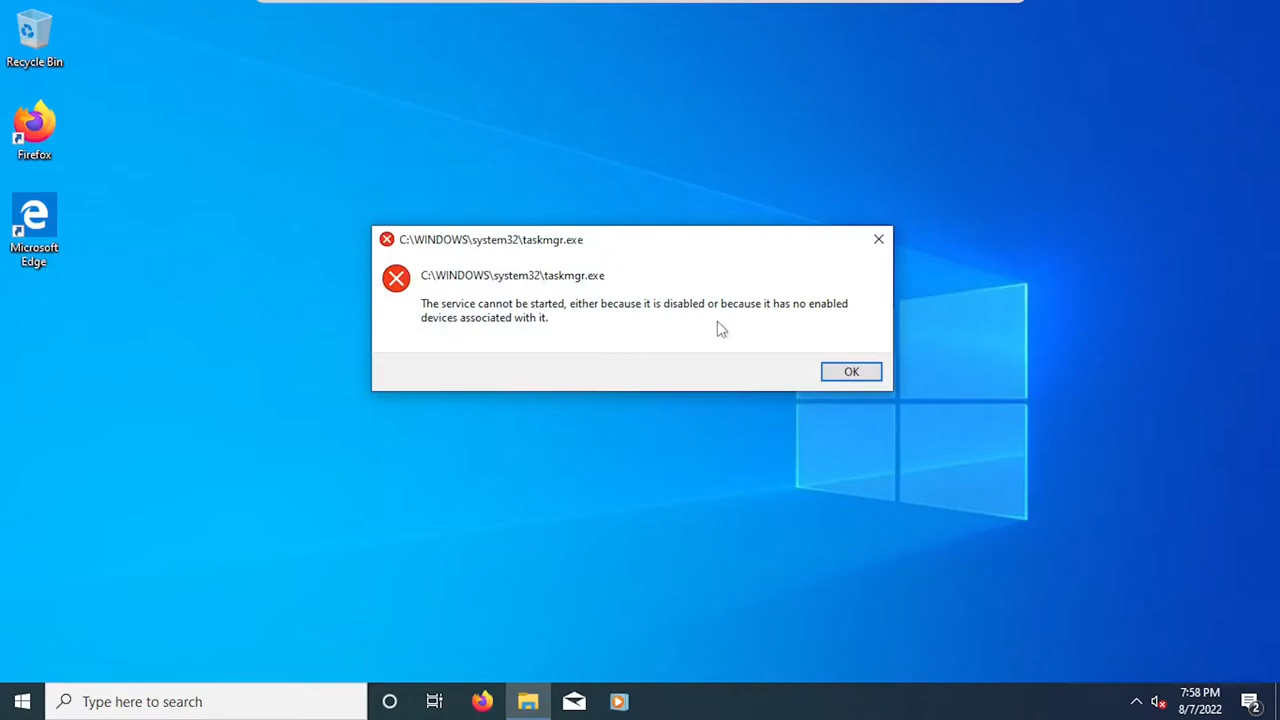 Recycle Bin
Firefox
Microsoft
Edge
C:\WINDOWS\system32\taskmgr.exe
C:\WINDOWS\system32\taskmgr.exe
The service cannot be started, either because it is disabled or because it has no enabled
devices associated with it.
OK
Type here to search
7:58 PM
8/7/2022
2